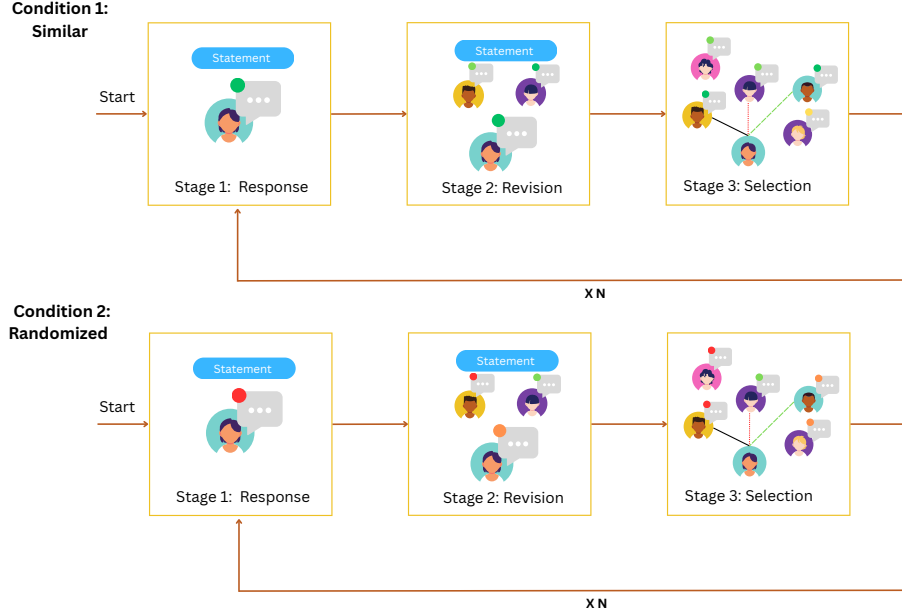 Condition 1:
Similar
Statement
Statement
Start
Stage 1: Response
Stage 2: Revision
Stage 3: Selection
X N
Condition 2:
Randomized
Statement
Statement
Start
Stage 1: Response
Stage 2: Revision
Stage 3: Selection
X N